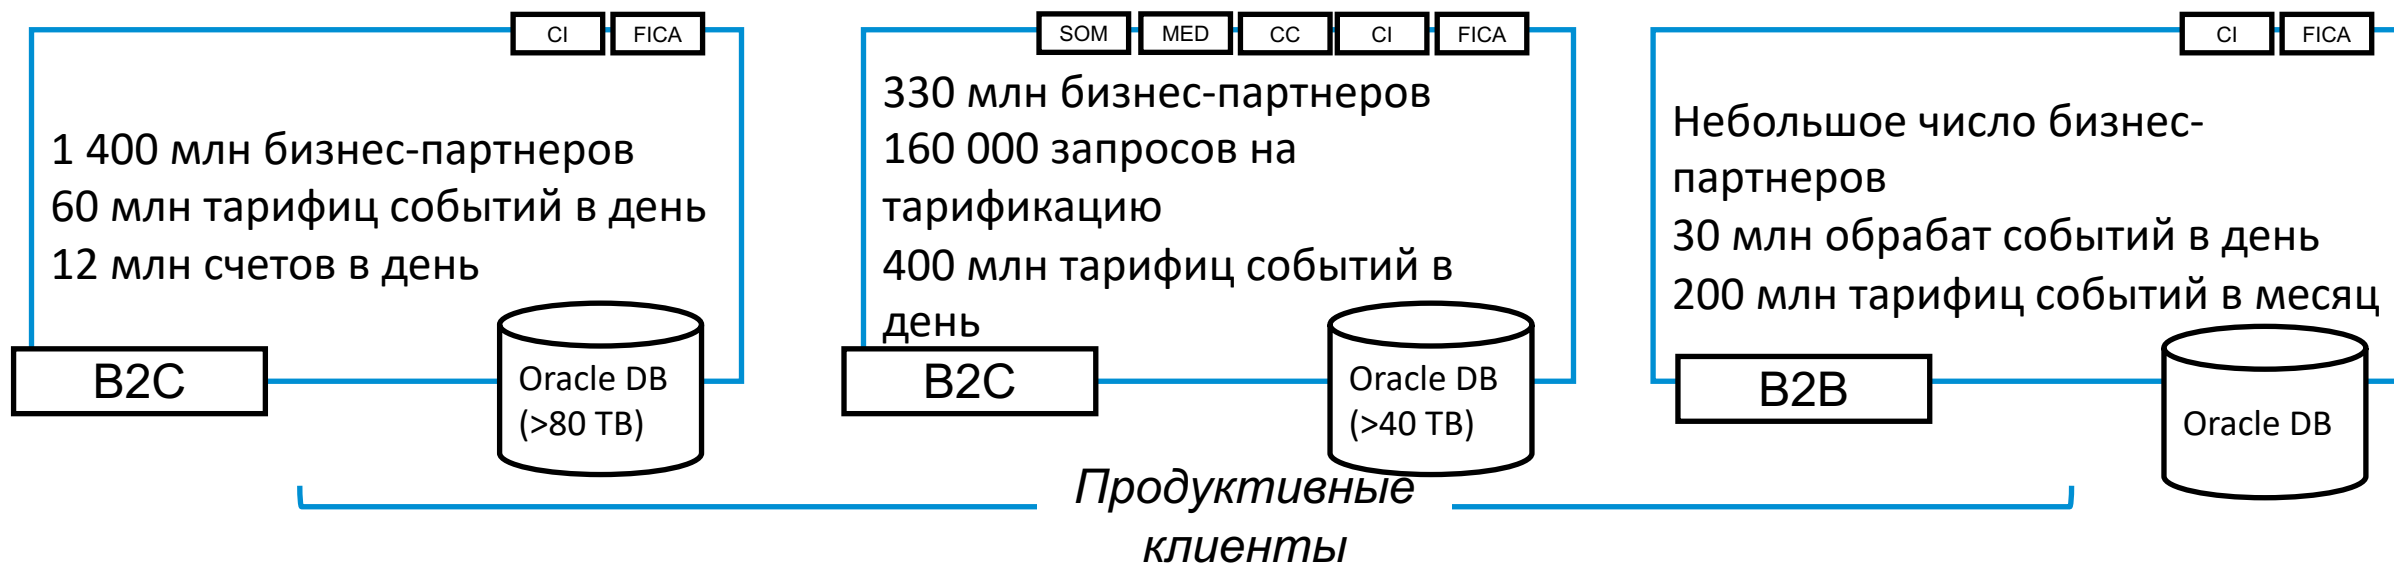 CI
FICA
1 400 млн бизнес-партнеров
60 млн тарифиц событий в день
12 млн счетов в день
B2C
Oracle DB
(>80 TB)
SOM
MED
CC
CI
FICA
330 млн бизнес-партнеров
160 000 запросов на
тарификацию
400 млн тарифиц событий в
день
B2C
Oracle DB
(>40 TB)
CI
FICA
Небольшое число бизнес-
партнеров
30 млн обрабат событий в день
200 млн тарифиц событий в месяц
B2B
Oracle DB
Продуктивные
клиенты